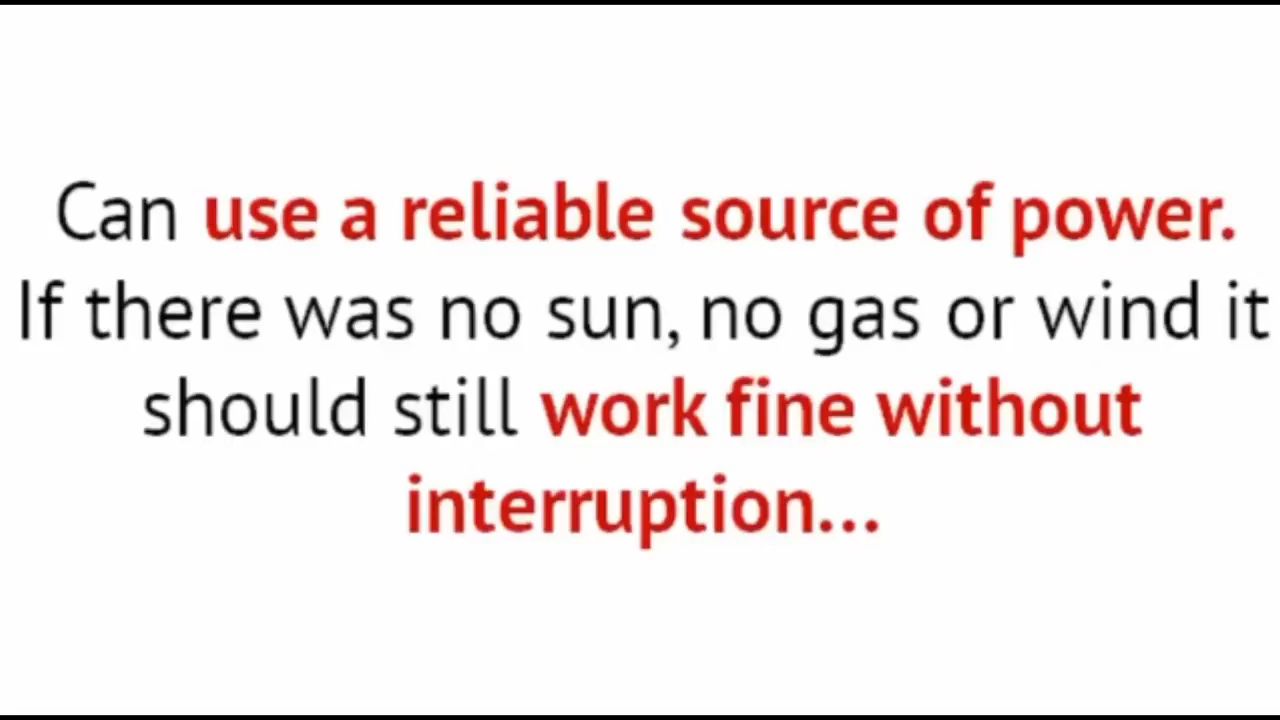 Can use a reliable source of power.
If there was no sun, no gas or wind it
should still work fine without
interruption...